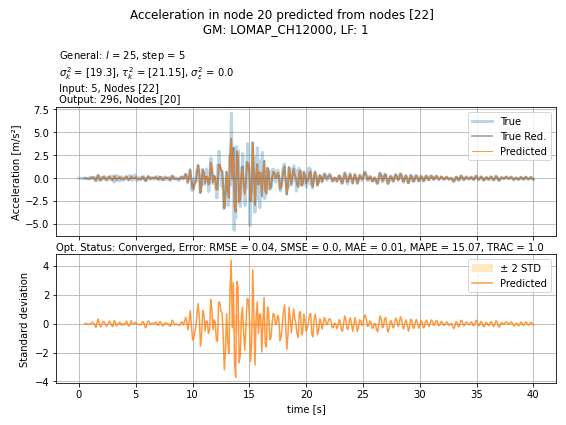 Acceleration in node 20 predicted from nodes [22]
GM: LOMAP_CH12000, LF: 1
General: l = 25, step = 5
σ²ₖ = [19.3], τ²ₖ = [21.15], σ²ε = 0.0
Input: 5, Nodes [22]
Output: 296, Nodes [20]
7.5
5.0
2.5
0.0
−2.5
−5.0
Acceleration [m/s²]
True
True Red.
Predicted
Opt. Status: Converged, Error: RMSE = 0.04, SMSE = 0.0, MAE = 0.01, MAPE = 15.07, TRAC = 1.0
4
2
0
−2
−4
Standard deviation
± 2 STD
Predicted
0 5 10 15 20 25 30 35 40
time [s]